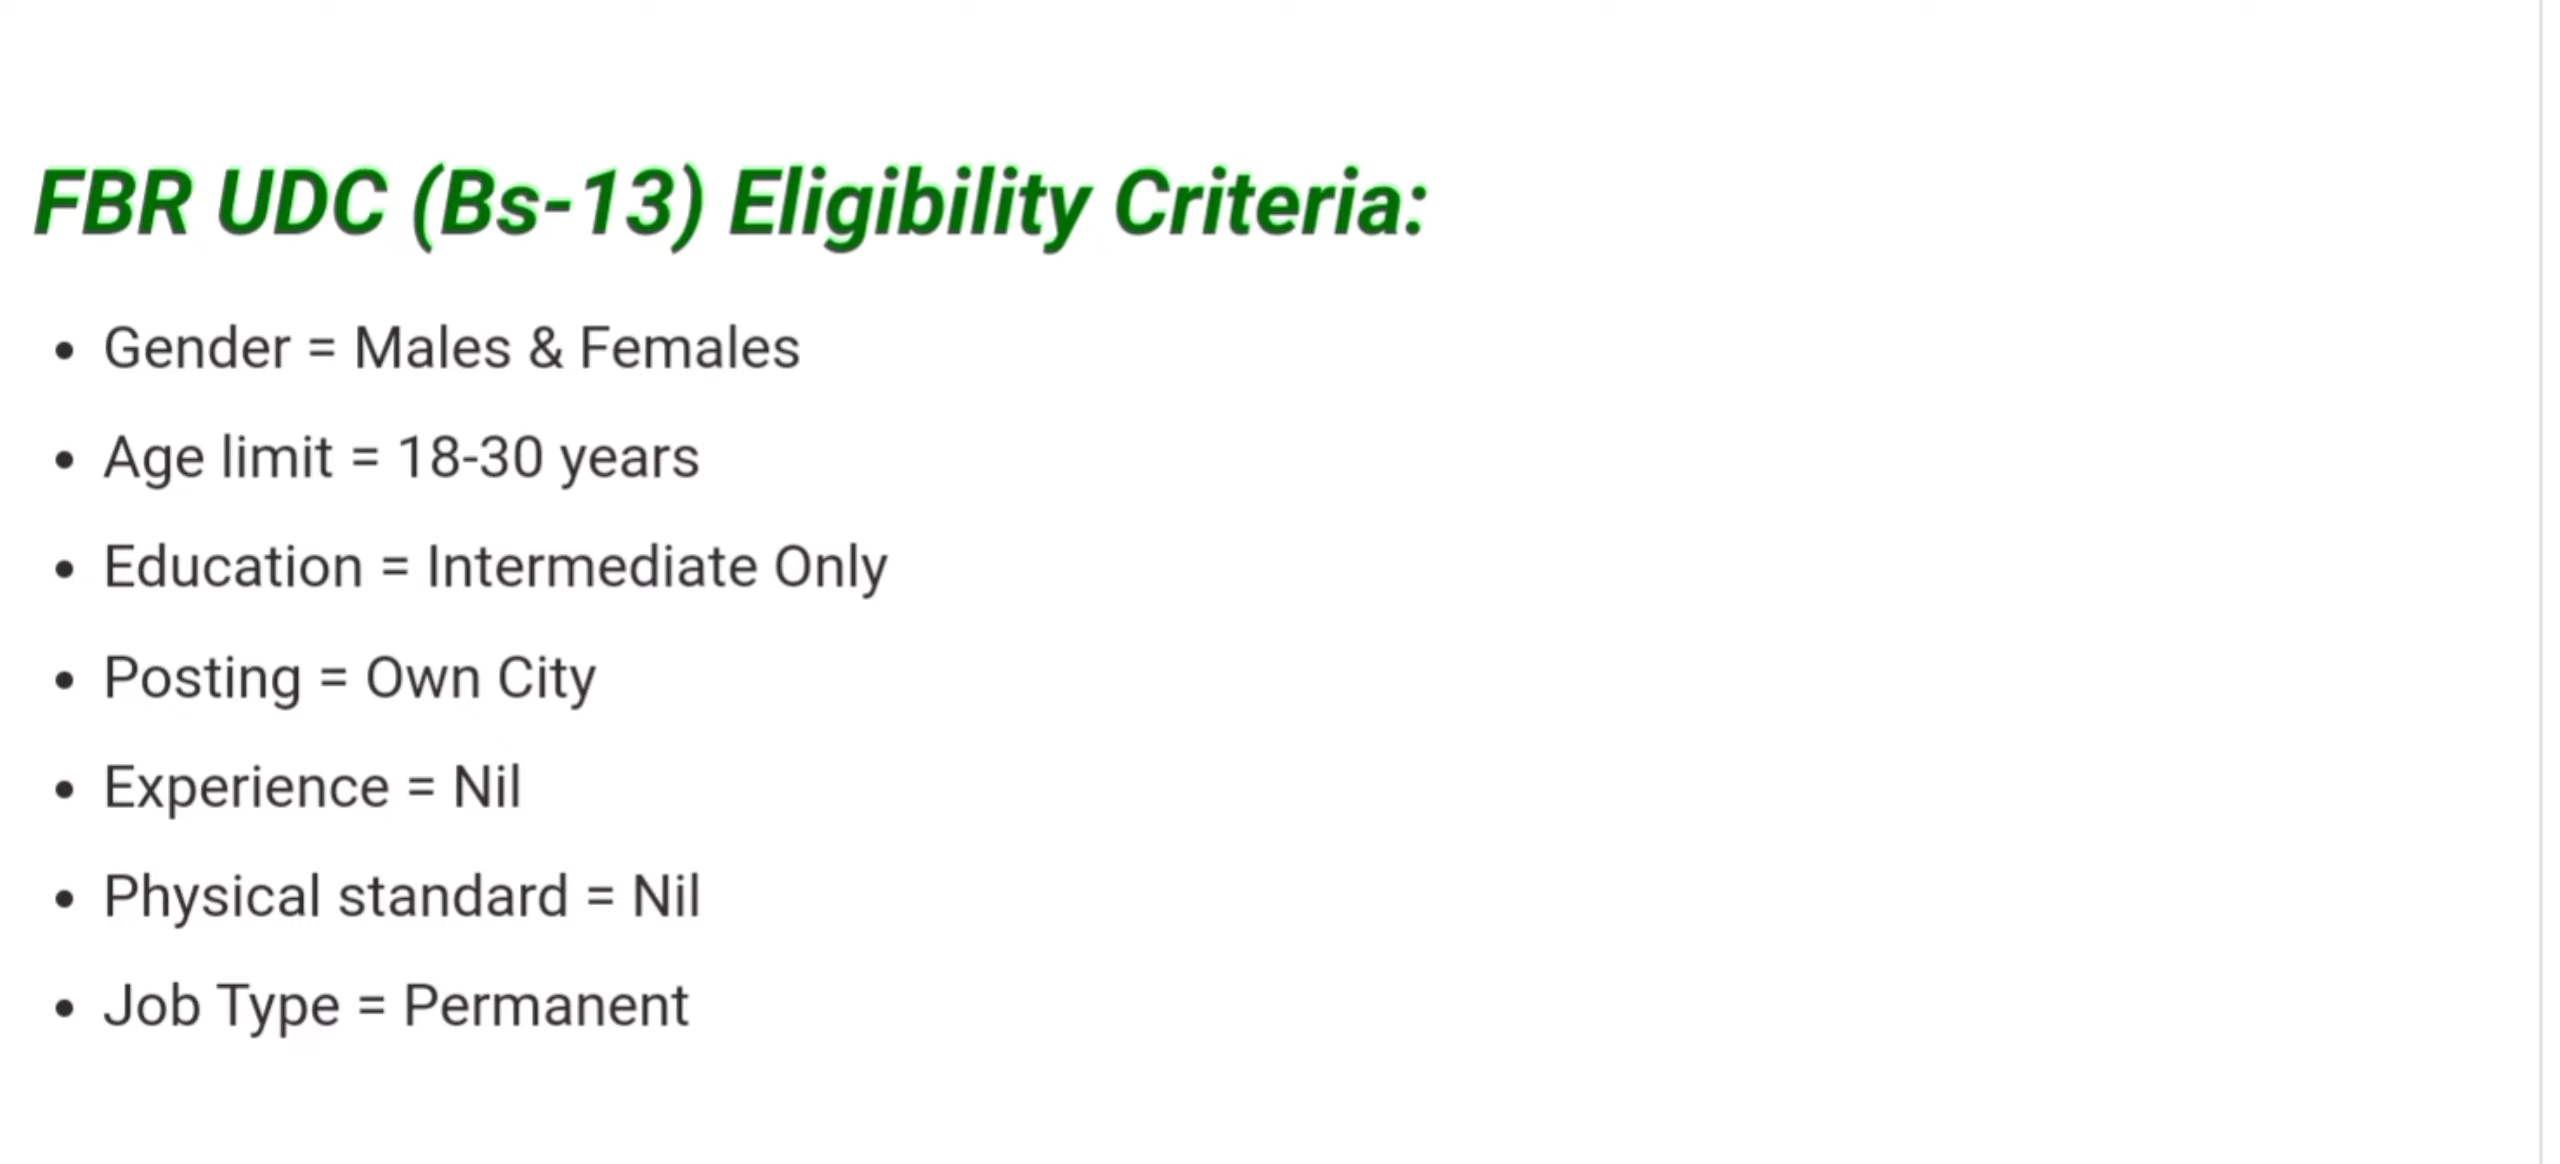 FBR UDC (Bs-13) Eligibility Criteria:
• Gender = Males & Females
• Age limit = 18-30 years
• Education = Intermediate Only
• Posting = Own City
• Experience = Nil
• Physical standard = Nil
• Job Type = Permanent